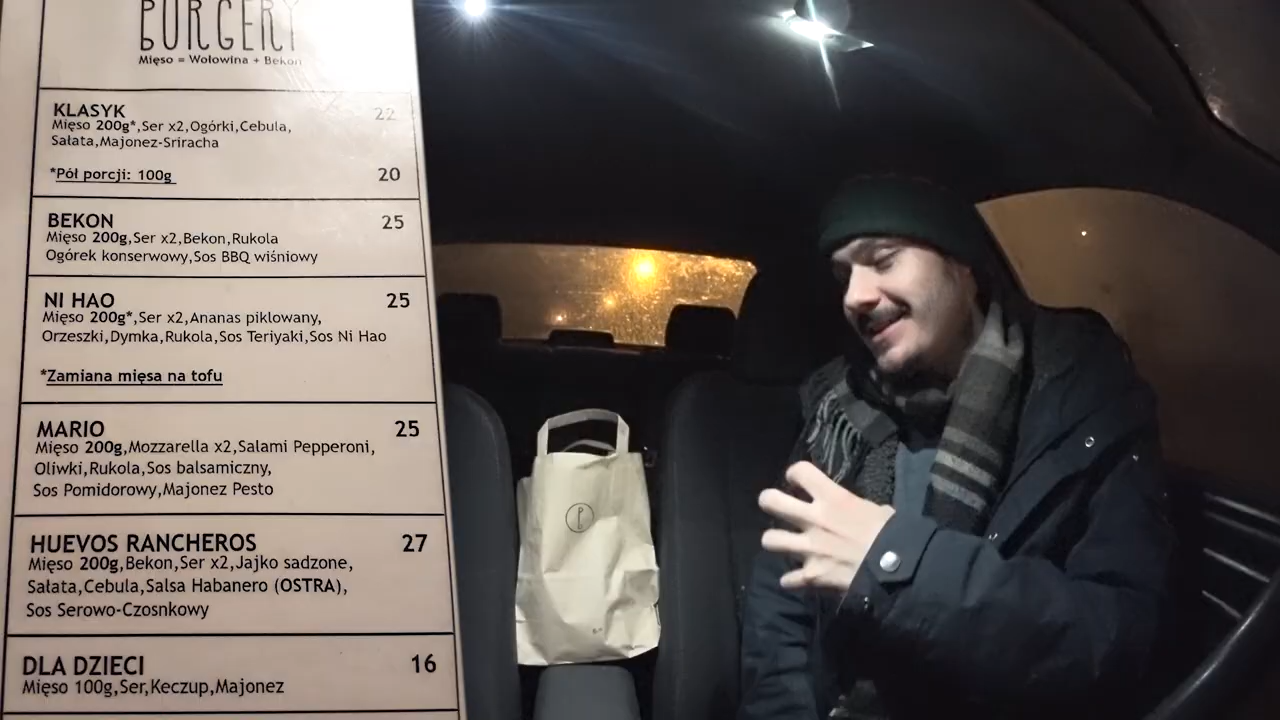 BURGERY
Mięso = Wołowina + Bekon
KLASYK 22
Mięso 200g*,Ser x2,Ogórki,Cebula,
Sałata,Majonez-Sriracha
*Pół porcji: 100g 20
BEKON 25
Mięso 200g,Ser x2,Bekon,Rukola
Ogórek konserwowy,Sos BBQ wiśniowy
NI HAO 25
Mięso 200g*,Ser x2,Ananas piklowany,
Orzeszki,Dymka,Rukola,Sos Teriyaki,Sos Ni Hao
*Zamiana mięsa na tofu
MARIO 25
Mięso 200g,Mozzarella x2,Salami Pepperoni,
Oliwki,Rukola,Sos balsamiczny,
Sos Pomidorowy,Majonez Pesto
HUEVOS RANCHEROS 27
Mięso 200g,Bekon,Ser x2,Jajko sadzone,
Sałata,Cebula,Salsa Habanero (OSTRA),
Sos Serowo-Czosnkowy
DLA DZIECI 16
Mięso 100g,Ser,Keczup,Majonez